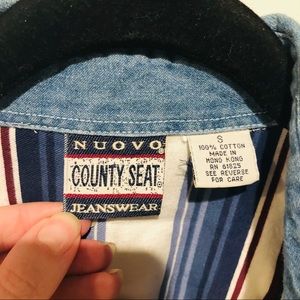 NUOVO
COUNTY SEAT®
JEANSWEAR
S
100% COTTON
MADE IN
HONG KONG
RN 61825
SEE REVERSE
FOR CARE